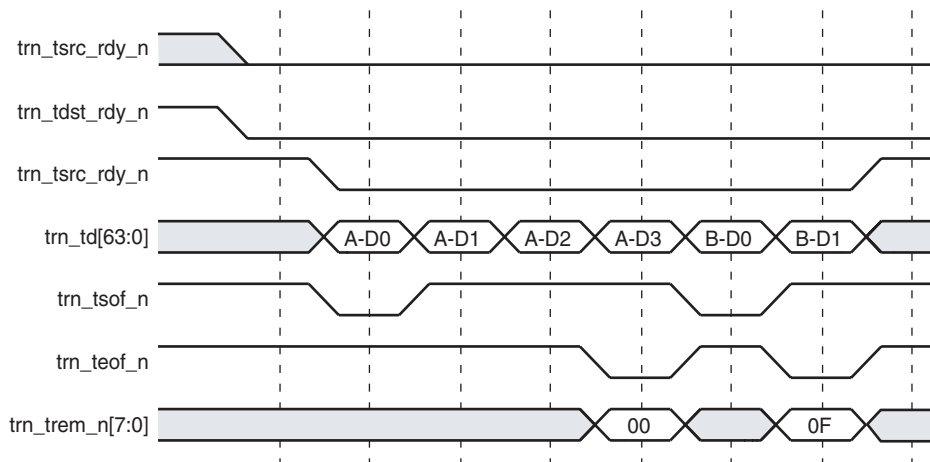 trn_tsrc_rdy_n
trn_tdst_rdy_n
trn_tsrc_rdy_n
trn_td[63:0] A-D0 A-D1 A-D2 A-D3 B-D0 B-D1
trn_tsof_n
trn_teof_n
trn_trem_n[7:0] 00 0F